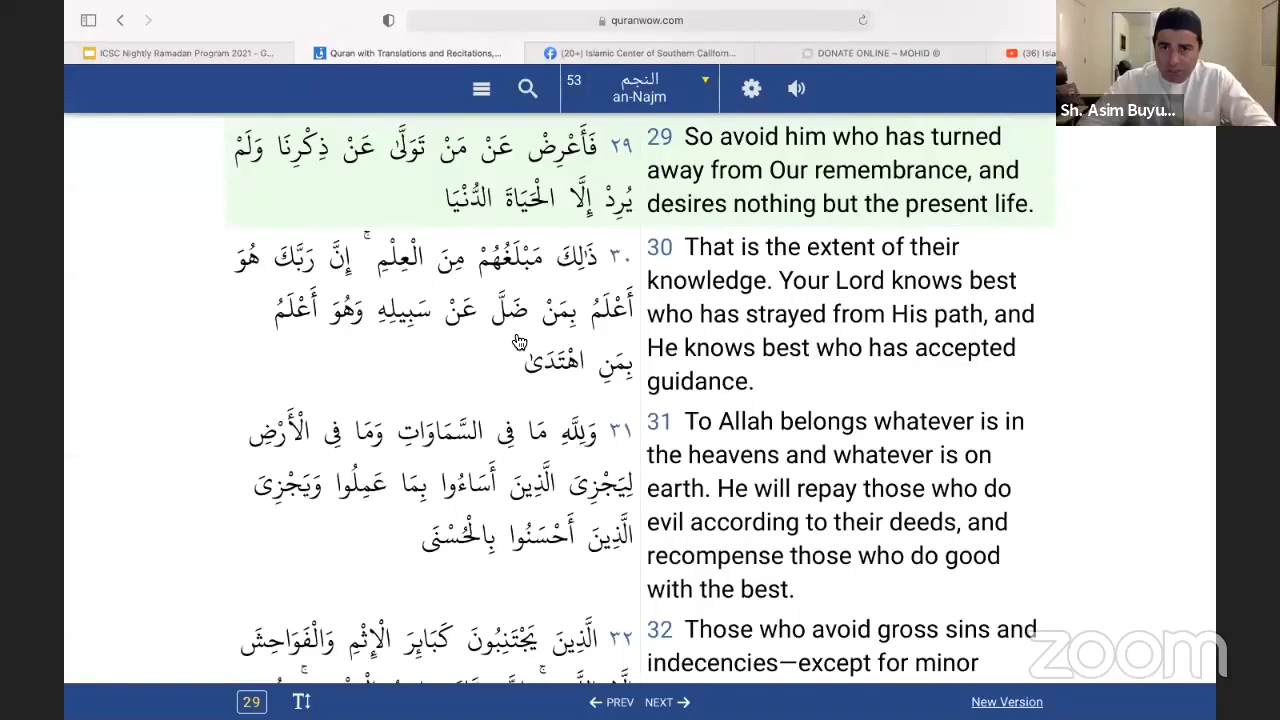 quranwow.com
ICSC Nightly Ramadan Program 2021 - G...
Quran with Translations and Recitations,...
(20+) Islamic Center of Southern Californ...
DONATE ONLINE ~ MOHID ®
(36) Isla
Sh. Asim Buyu...
53
النجم
an-Najm
٢٩ فَأَعْرِضْ عَنْ مَنْ تَوَلَّىٰ عَنْ ذِكْرِنَا وَلَمْ
يُرِدْ إِلَّا الْحَيَاةَ الدُّنْيَا
29 So avoid him who has turned
away from Our remembrance, and
desires nothing but the present life.
٣٠ ذَٰلِكَ مَبْلَغُهُمْ مِنَ الْعِلْمِ ۚ إِنَّ رَبَّكَ هُوَ
أَعْلَمُ بِمَنْ ضَلَّ عَنْ سَبِيلِهِ وَهُوَ أَعْلَمُ
بِمَنِ اهْتَدَىٰ
30 That is the extent of their
knowledge. Your Lord knows best
who has strayed from His path, and
He knows best who has accepted
guidance.
٣١ وَلِلَّهِ مَا فِي السَّمَاوَاتِ وَمَا فِي الْأَرْضِ
لِيَجْزِيَ الَّذِينَ أَسَاءُوا بِمَا عَمِلُوا وَيَجْزِيَ
الَّذِينَ أَحْسَنُوا بِالْحُسْنَى
31 To Allah belongs whatever is in
the heavens and whatever is on
earth. He will repay those who do
evil according to their deeds, and
recompense those who do good
with the best.
٣٢ الَّذِينَ يَجْتَنِبُونَ كَبَائِرَ الْإِثْمِ وَالْفَوَاحِشَ
32 Those who avoid gross sins and
indecencies—except for minor
zoom
29
T
PREV NEXT
New Version